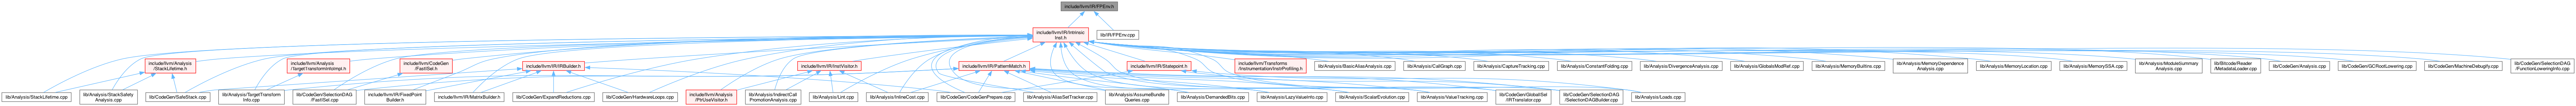 include/llvm/IR/FPEnv.h
include/llvm/IR/Intrinsic
Inst.h
lib/IR/FPEnv.cpp
include/llvm/Analysis
/StackLifetime.h
include/llvm/Analysis
/TargetTransformInfoImpl.h
include/llvm/CodeGen
/FastISel.h
include/llvm/IR/IRBuilder.h
include/llvm/IR/InstVisitor.h
include/llvm/IR/PatternMatch.h
include/llvm/IR/Statepoint.h
include/llvm/Transforms
/Instrumentation/InstrProfiling.h
lib/Analysis/BasicAliasAnalysis.cpp
lib/Analysis/CallGraph.cpp
lib/Analysis/CaptureTracking.cpp
lib/Analysis/ConstantFolding.cpp
lib/Analysis/DivergenceAnalysis.cpp
lib/Analysis/GlobalsModRef.cpp
lib/Analysis/MemoryBuiltins.cpp
lib/Analysis/MemoryDependence
Analysis.cpp
lib/Analysis/MemoryLocation.cpp
lib/Analysis/MemorySSA.cpp
lib/Analysis/ModuleSummary
Analysis.cpp
lib/Bitcode/Reader
/MetadataLoader.cpp
lib/CodeGen/Analysis.cpp
lib/CodeGen/GCRootLowering.cpp
lib/CodeGen/MachineDebugify.cpp
lib/CodeGen/SelectionDAG
/FunctionLoweringInfo.cpp
lib/Analysis/StackLifetime.cpp
lib/Analysis/StackSafety
Analysis.cpp
lib/CodeGen/SafeStack.cpp
lib/Analysis/TargetTransform
Info.cpp
lib/CodeGen/SelectionDAG
/FastISel.cpp
include/llvm/IR/FixedPoint
Builder.h
include/llvm/IR/MatrixBuilder.h
lib/CodeGen/ExpandReductions.cpp
lib/CodeGen/HardwareLoops.cpp
include/llvm/Analysis
/PtrUseVisitor.h
lib/Analysis/IndirectCall
PromotionAnalysis.cpp
lib/Analysis/Lint.cpp
lib/Analysis/InlineCost.cpp
lib/CodeGen/CodeGenPrepare.cpp
lib/Analysis/AliasSetTracker.cpp
lib/Analysis/AssumeBundle
Queries.cpp
lib/Analysis/DemandedBits.cpp
lib/Analysis/LazyValueInfo.cpp
lib/Analysis/ScalarEvolution.cpp
lib/Analysis/ValueTracking.cpp
lib/CodeGen/GlobalISel
/IRTranslator.cpp
lib/CodeGen/SelectionDAG
/SelectionDAGBuilder.cpp
lib/Analysis/Loads.cpp